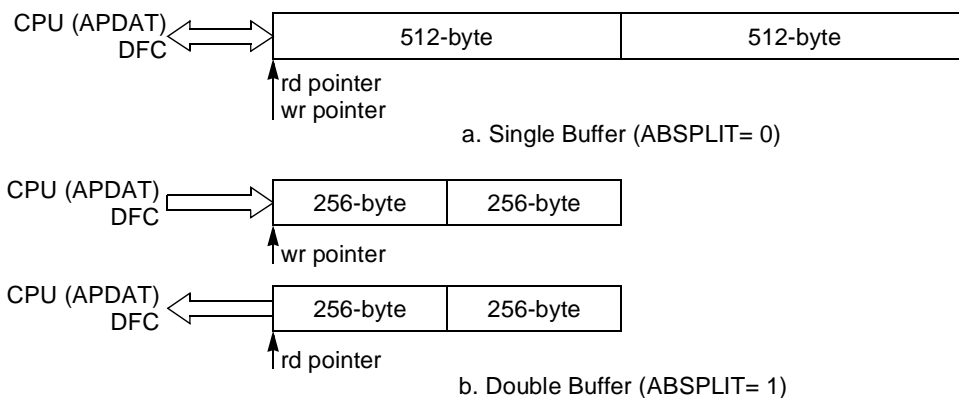 CPU (APDAT)
DFC
512-byte 512-byte
rd pointer
wr pointer
a. Single Buffer (ABSPLIT= 0)
CPU (APDAT)
DFC
256-byte 256-byte
wr pointer
CPU (APDAT)
DFC
256-byte 256-byte
rd pointer
b. Double Buffer (ABSPLIT= 1)